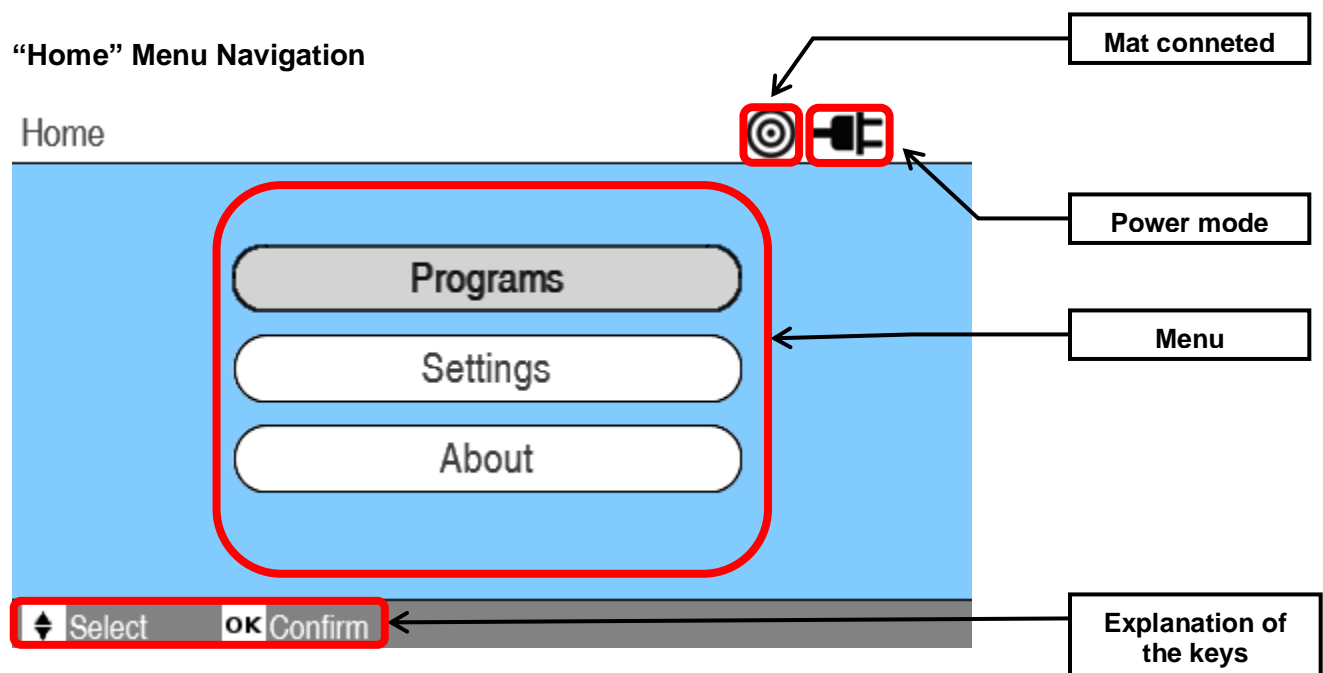 Mat conneted
“Home” Menu Navigation
Home
Power mode
Programs
Menu
Settings
About
Select OK Confirm
Explanation of
the keys